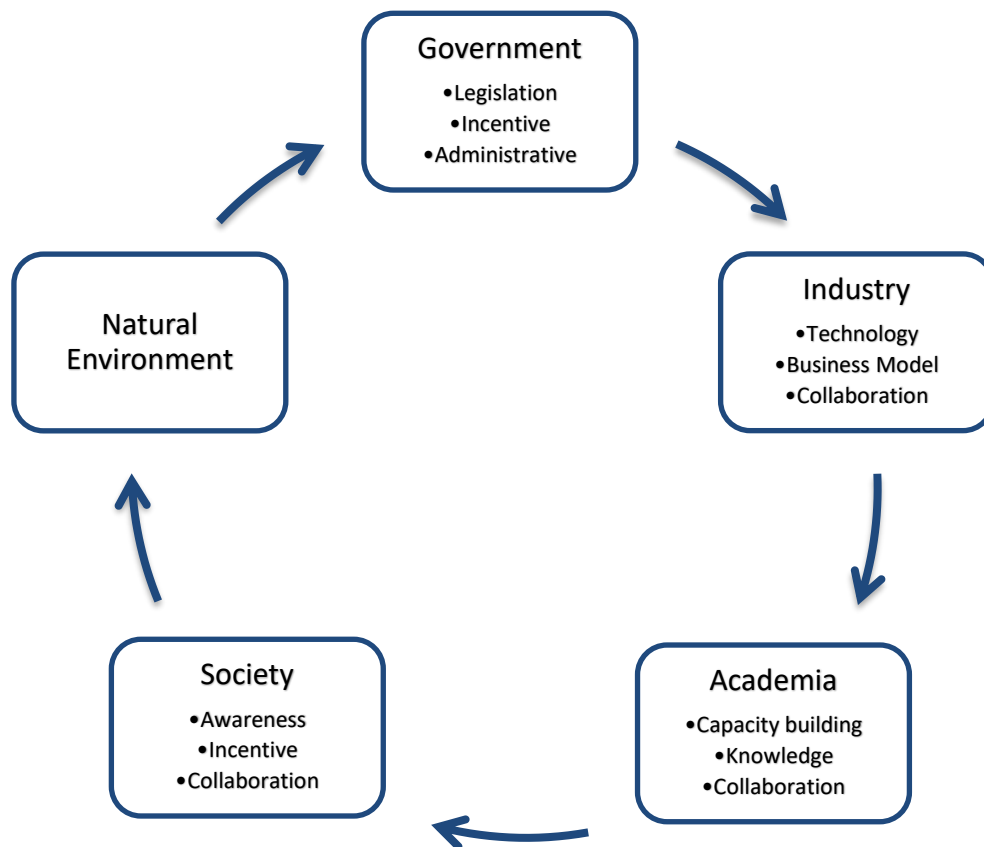 Government
•Legislation
•Incentive
•Administrative
Industry
•Technology
•Business Model
•Collaboration
Academia
•Capacity building
•Knowledge
•Collaboration
Society
•Awareness
•Incentive
•Collaboration
Natural
Environment